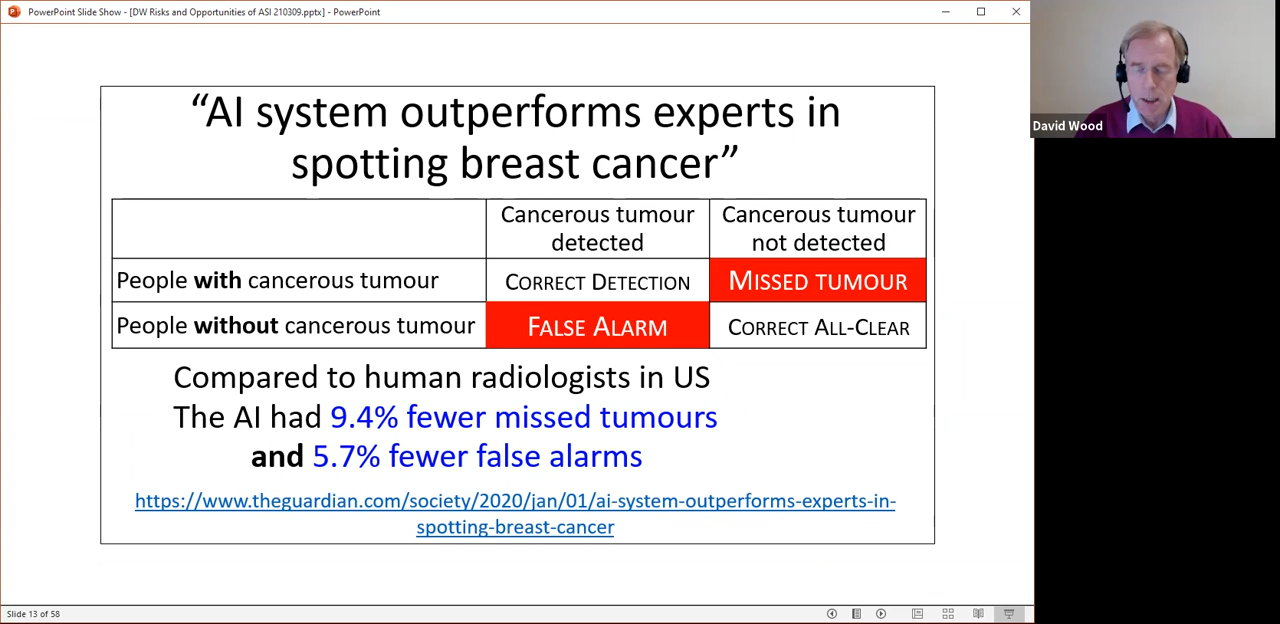 PowerPoint Slide Show - [DW Risks and Opportunities of ASI 210309.pptx] - PowerPoint
“AI system outperforms experts in
spotting breast cancer”
Cancerous tumour
detected
Cancerous tumour
not detected
People with cancerous tumour
CORRECT DETECTION
MISSED TUMOUR
People without cancerous tumour
FALSE ALARM
CORRECT ALL-CLEAR
Compared to human radiologists in US
The AI had 9.4% fewer missed tumours
and 5.7% fewer false alarms
https://www.theguardian.com/society/2020/jan/01/ai-system-outperforms-experts-in-
spotting-breast-cancer
Slide 13 of 58
David Wood